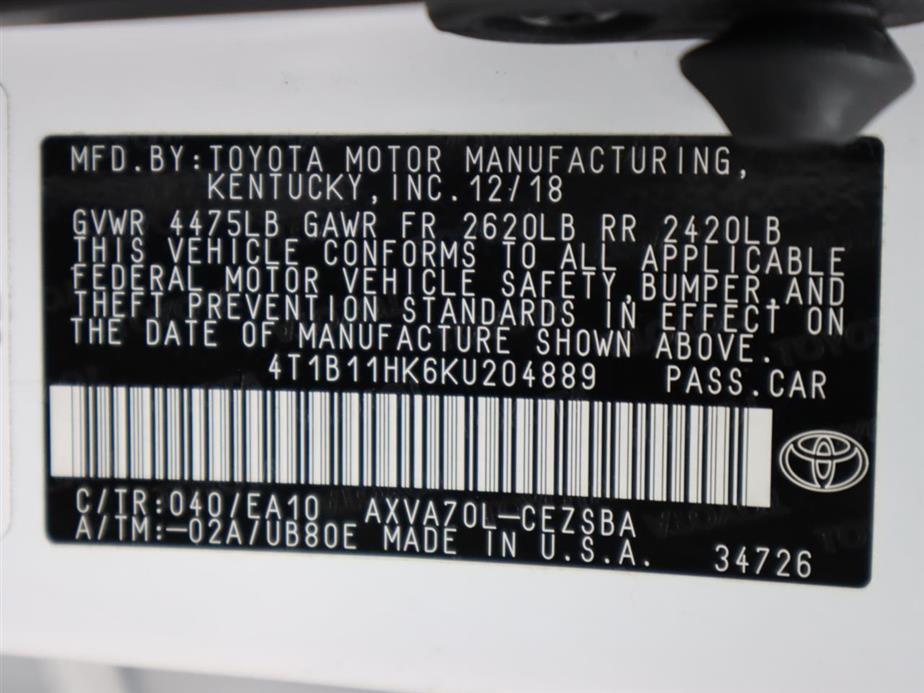 MFD.BY:TOYOTA MOTOR MANUFACTURING,
KENTUCKY,INC.12/18
GVWR 4475LB GAWR FR 2620LB RR 2420LB
THIS VEHICLE CONFORMS TO ALL APPLICABLE
FEDERAL MOTOR VEHICLE SAFETY,BUMPER,AND
THEFT PREVENTION STANDARDS IN EFFECT ON
THE DATE OF MANUFACTURE SHOWN ABOVE.
4T1B11HK6KU204889 PASS.CAR
C/TR:040/EA10 AXVA70L-CEZSBA
A/TM:-02A/UB80E MADE IN U.S.A. 34726